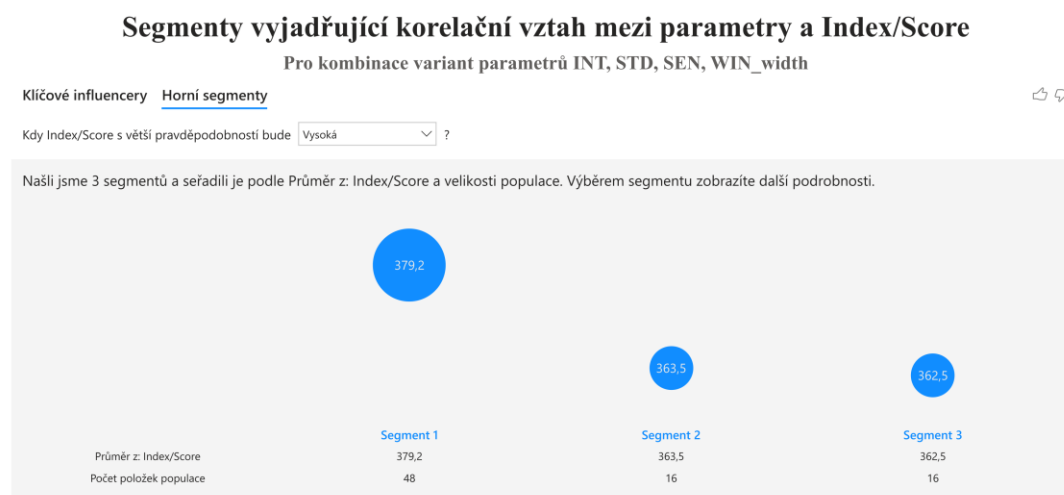 Segmenty vyjadřující korelační vztah mezi parametry a Index/Score
Pro kombinace variant parametrů INT, STD, SEN, WIN_width
Klíčové influencery Horní segmenty
Kdy Index/Score s větší pravděpodobností bude Vysoká ?
Našli jsme 3 segmentů a seřadili je podle Průměr z: Index/Score a velikosti populace. Výběrem segmentu zobrazíte další podrobnosti.
379,2
363,5
362,5
Segment 1 Segment 2 Segment 3
Průměr z: Index/Score 379,2 363,5 362,5
Počet položek populace 48 16 16